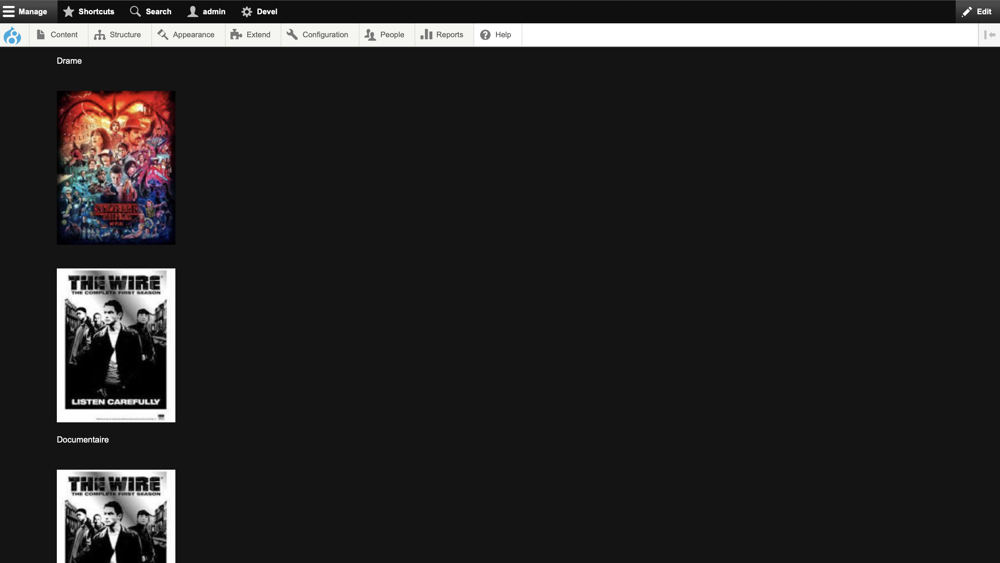 Manage Shortcuts Search admin Devel Edit
Content Structure Appearance Extend Configuration People Reports Help
Drame
STRANGER
THINGS
NETFLIX
THE WIRE
THE COMPLETE FIRST SEASON
LISTEN CAREFULLY
Documentaire
THE WIRE
THE COMPLETE FIRST SEASON